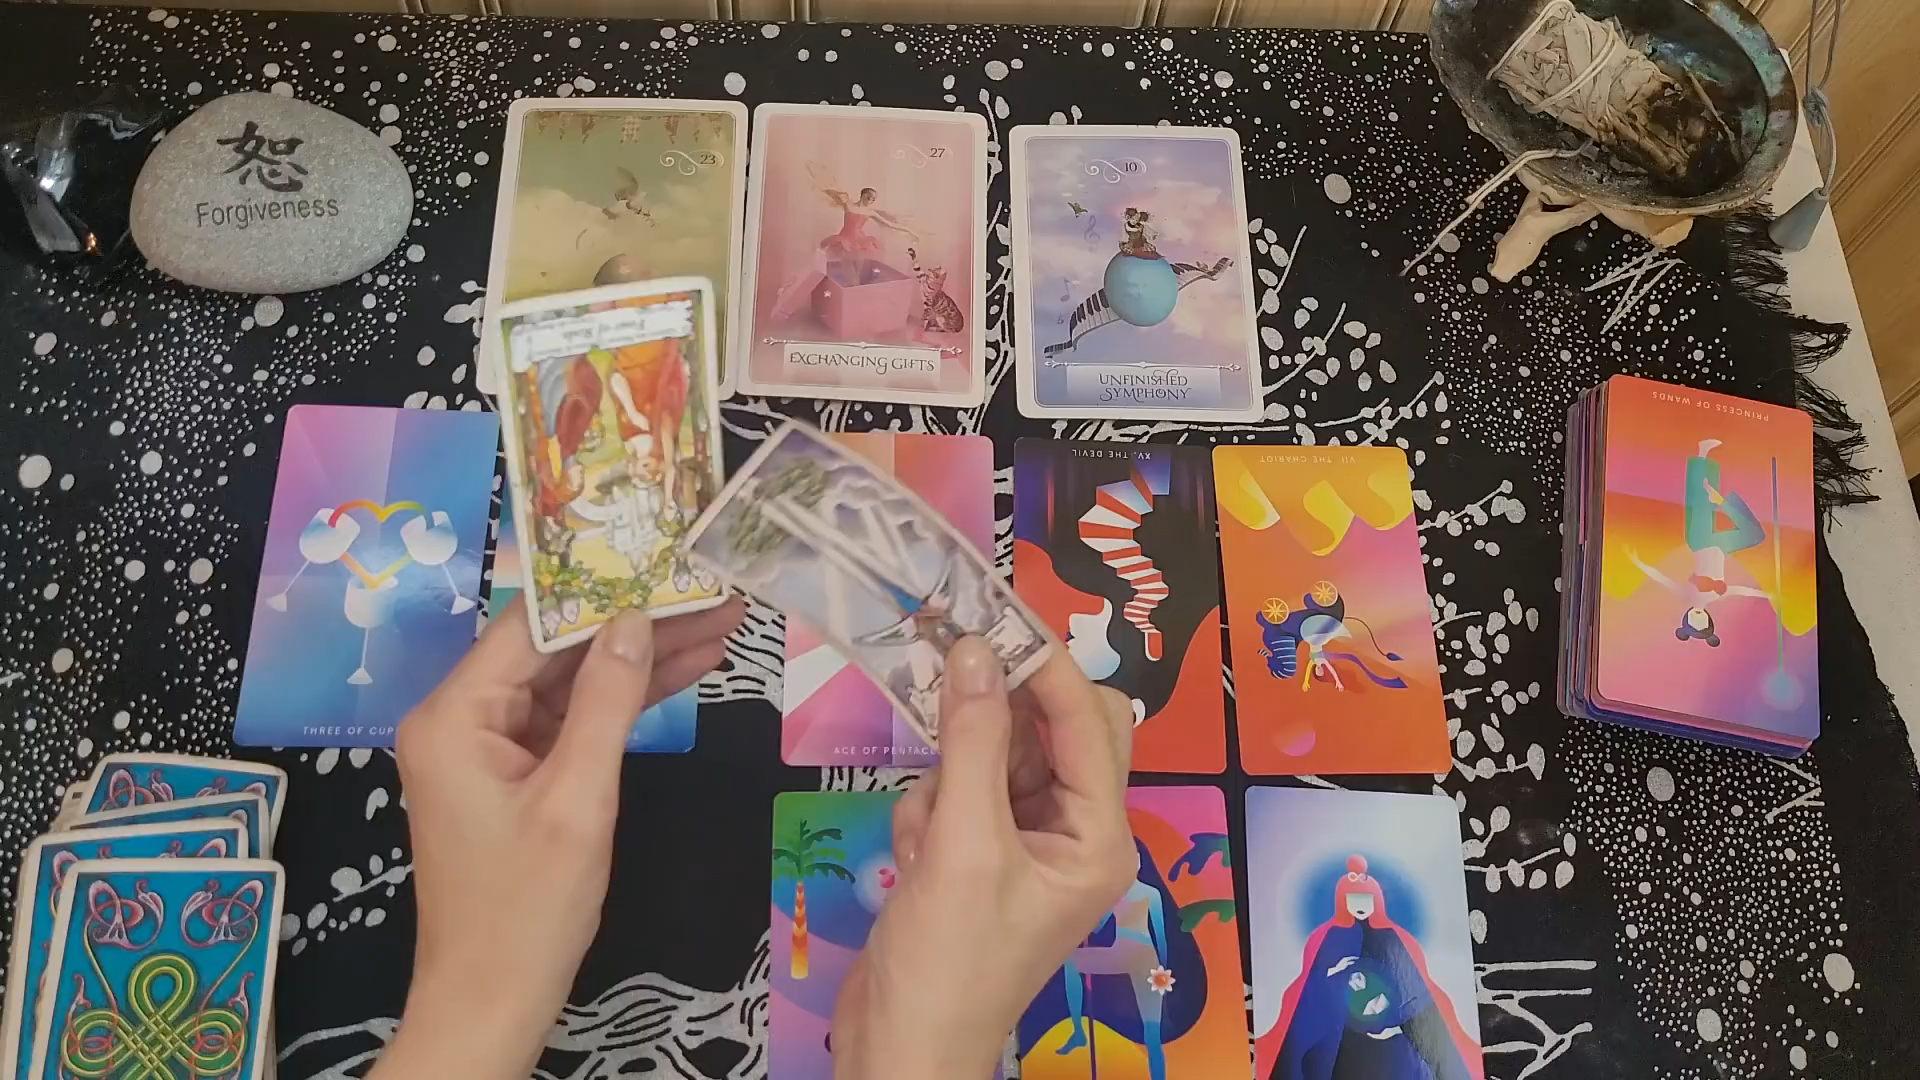 恕
Forgiveness
23
27
EXCHANGING GIFTS
10
UNFINISHED
SYMPHONY
XV. THE DEVIL
VII. THE CHARIOT
PRINCESS OF WANDS
THREE OF CUP
ACE OF PENTACL